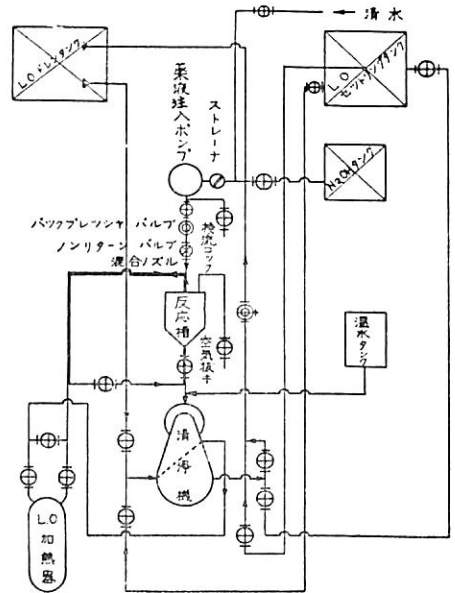 清水
L.Oドレンタンク
L.O
セットリングタンク
薬液注入ポンプ
ストレーナ
NaOHタンク
バックプレッシャ バルブ
ノンリターン バルブ
混合ノズル
検流コック
反応槽
空気抜キ
温水タンク
清浄機
L.O
加熱器